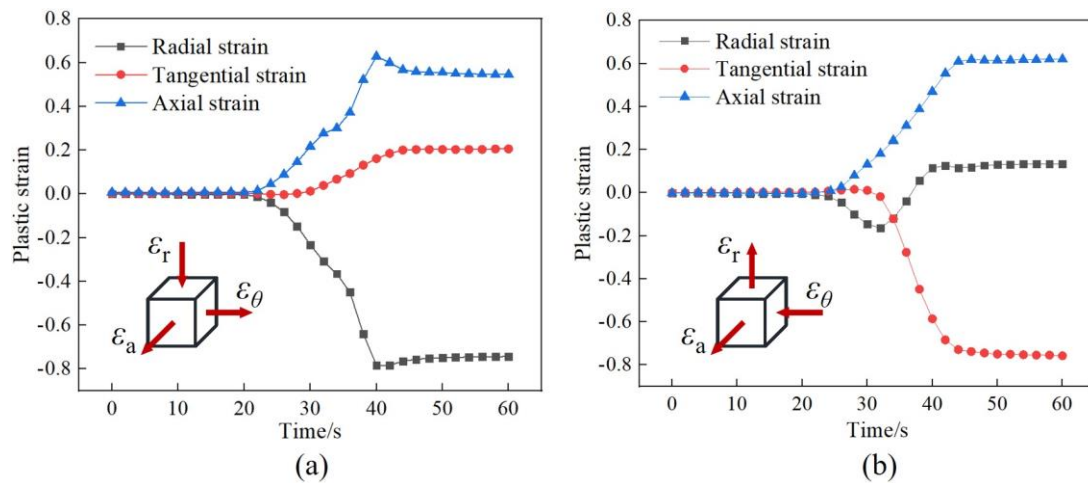 0.8
0.6
0.4
0.2
0.0
-0.2
-0.4
-0.6
-0.8
Plastic strain
Radial strain
Tangential strain
Axial strain
εr
εθ
εa
0 10 20 30 40 50 60
Time/s
(a)
0.8
0.6
0.4
0.2
0.0
-0.2
-0.4
-0.6
-0.8
Plastic strain
Radial strain
Tangential strain
Axial strain
εr
εθ
εa
0 10 20 30 40 50 60
Time/s
(b)